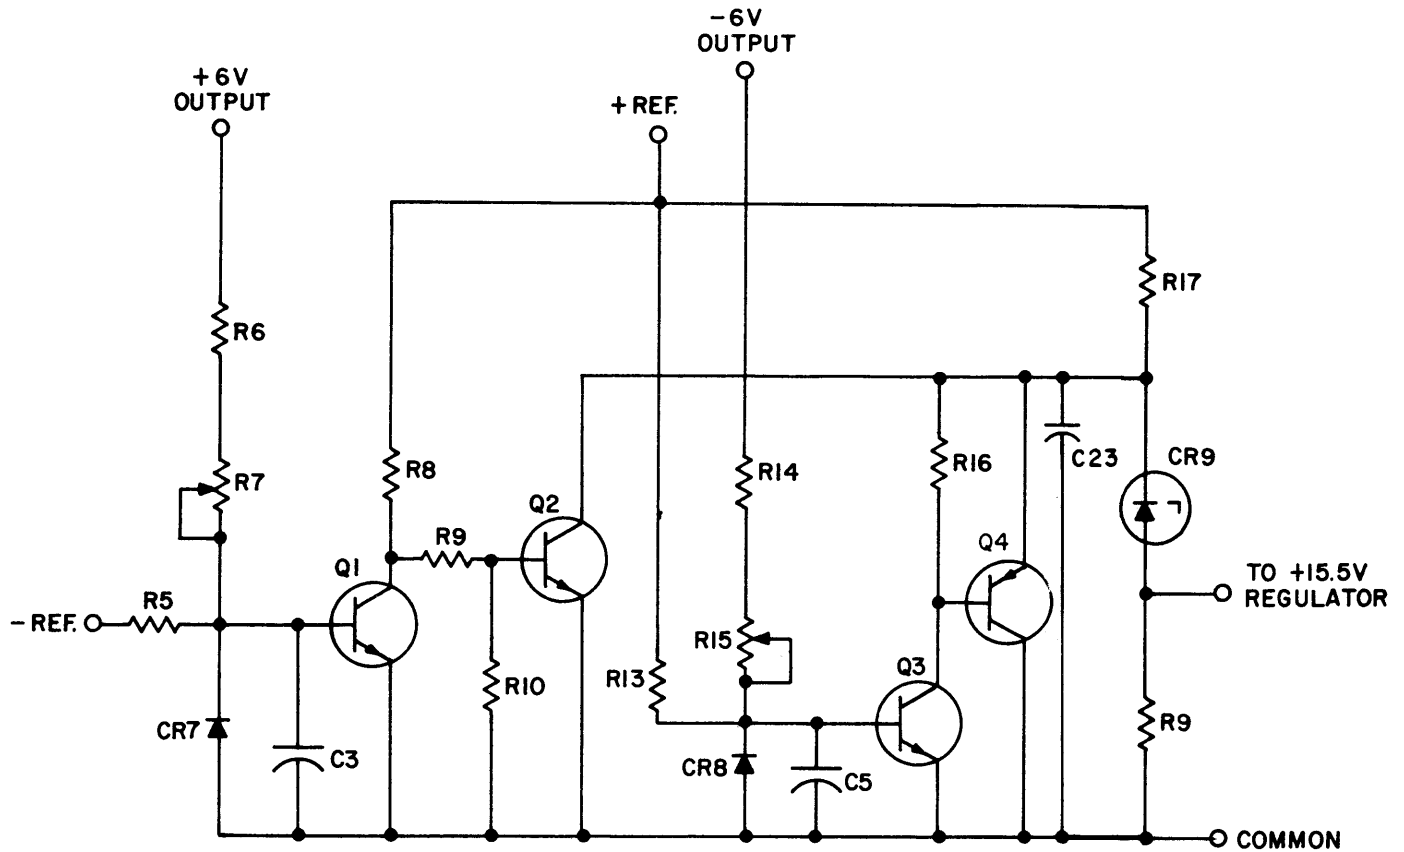 −6V
OUTPUT
+6V
OUTPUT
+REF.
R17
R6
R14
R16
C23
CR9
R7
R8
Q2
R9
Q4
Q1
TO +15.5V
REGULATOR
R5
−REF.
R15
Q3
R13
R10
R9
CR7
C3
CR8
C5
COMMON